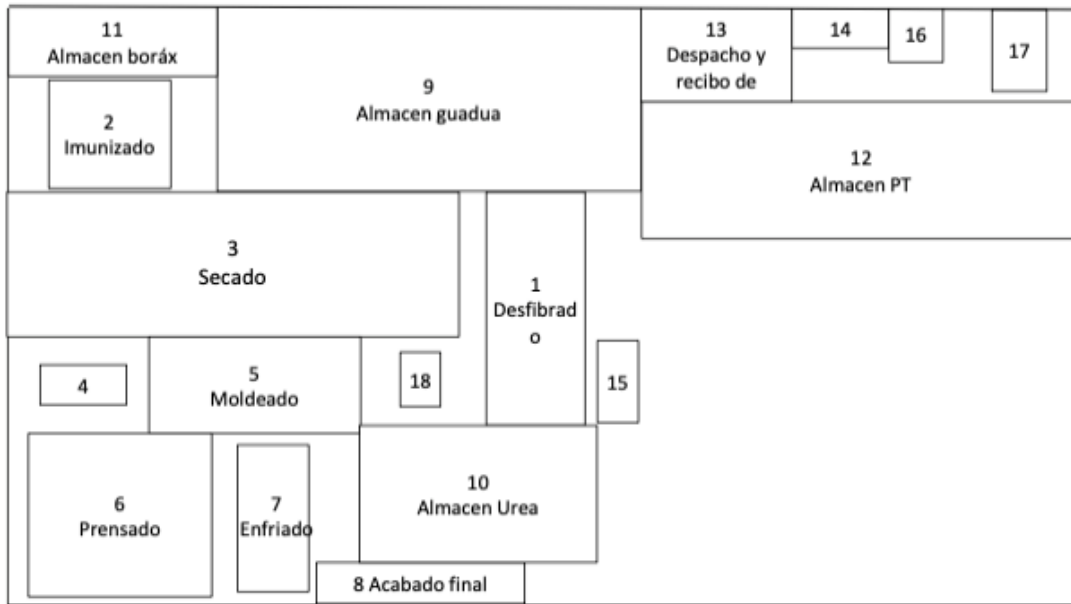 11
Almacen boráx
2
Imunizado
9
Almacen guadua
13
Despacho y
recibo de
14
16
17
12
Almacen PT
3
Secado
1
Desfibrad
o
4
5
Moldeado
18
15
6
Prensado
7
Enfriado
10
Almacen Urea
8 Acabado final